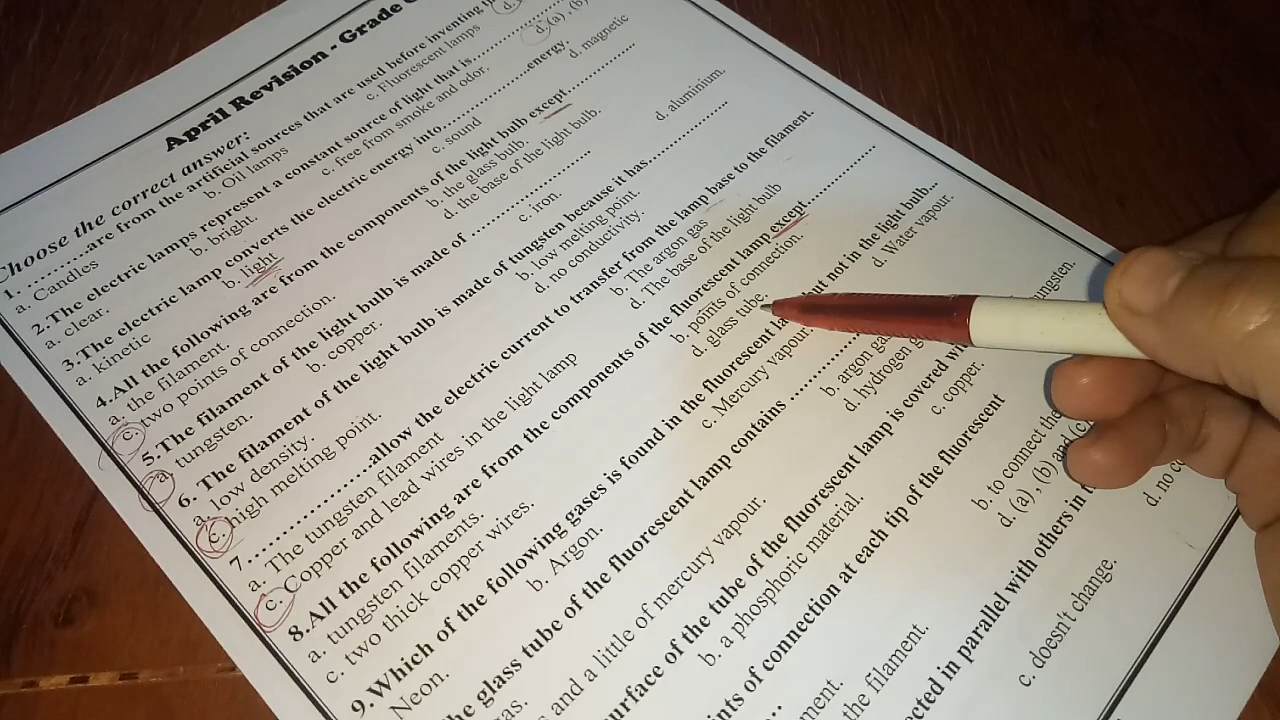 April Revision - Grade
Choose the correct answer:
1. ............are from the artificial sources that are used before inventing
a. Candles b. Oil lamps c. Fluorescent lamps d.
2.The electric lamps represent a constant source of light that is....................
a. clear. b. bright. c. free from smoke and odor. d.(a) , (b)
3.The electric lamp converts the electric energy into................energy.
a. kinetic b. light c. sound d. magnetic
4.All the following are from the components of the light bulb except................
a. the filament. b. the glass bulb.
c. two points of connection. d. the base of the light bulb.
5.The filament of the light bulb is made of ....................
a. tungsten. b. copper. c. iron. d. aluminium.
6. The filament of the light bulb is made of tungsten because it has................
a. low density. b. low melting point.
c. high melting point. d. no conductivity.
7.....................allow the electric current to transfer from the lamp base to the filament.
a. The tungsten filament b. The argon gas
c. Copper and lead wires in the light lamp d. The base of the light bulb
8.All the following are from the components of the fluorescent lamp except................
a. tungsten filaments. b. points of connection.
c. two thick copper wires. d. glass tube.
9.Which of the following gases is found in the fluorescent but not in the light bulb...
Neon. b. Argon. c. Mercury vapour. d. Water vapour.
glass tube of the fluorescent lamp contains ................
b. argon
and a little of mercury vapour. d. hydrogen
of the tube of the fluorescent lamp is covered
b. a phosphoric material. c. copper.
of connection at each tip of the fluorescent
b. to connect the
the filament. d. (a) , (b) and (c)
in parallel with others in
c. doesn't change. d. no